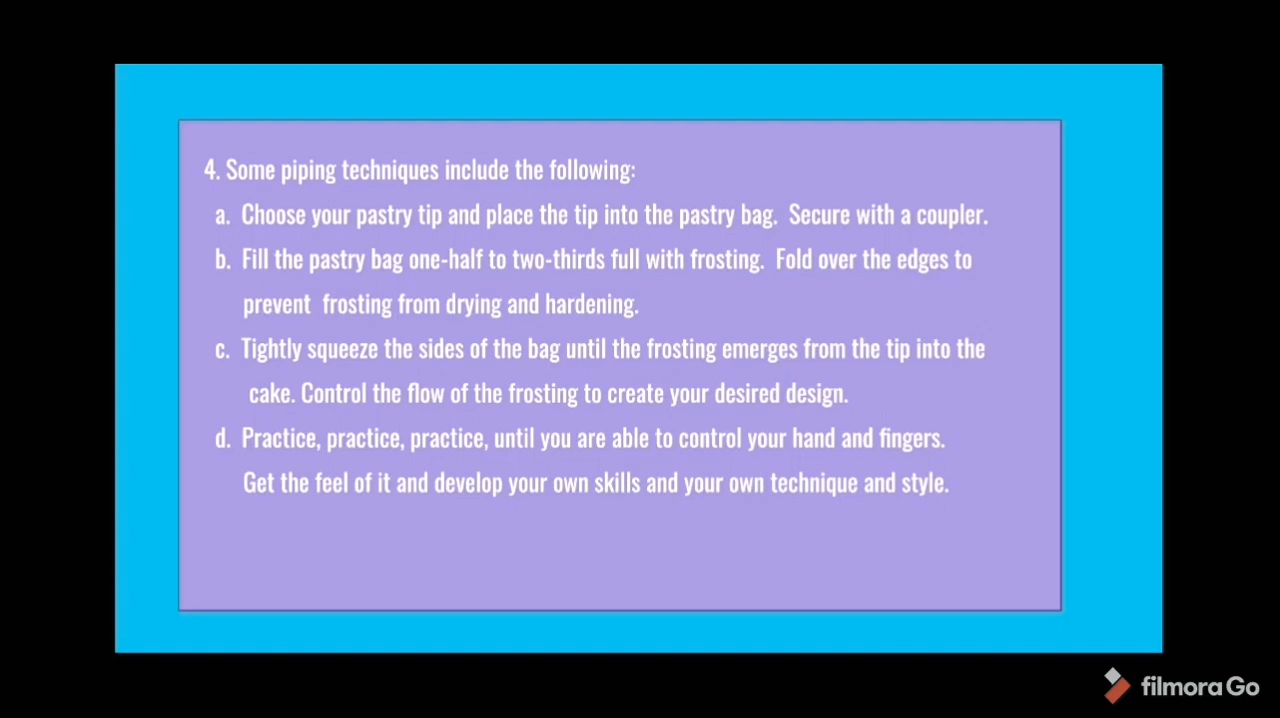 4. Some piping techniques include the following:
a. Choose your pastry tip and place the tip into the pastry bag. Secure with a coupler.
b. Fill the pastry bag one-half to two-thirds full with frosting. Fold over the edges to
prevent frosting from drying and hardening.
c. Tightly squeeze the sides of the bag until the frosting emerges from the tip into the
cake. Control the flow of the frosting to create your desired design.
d. Practice, practice, practice, until you are able to control your hand and fingers.
Get the feel of it and develop your own skills and your own technique and style.
filmora Go